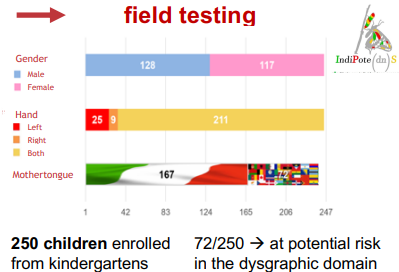 field testing
IndiPote(dn)S
Gender
Male
Female
128
117
Hand
Left
Right
Both
25
9
211
Mothertongue
167
72
1
42
83
124
165
206
247
250 children enrolled
from kindergartens
72/250 → at potential risk
in the dysgraphic domain